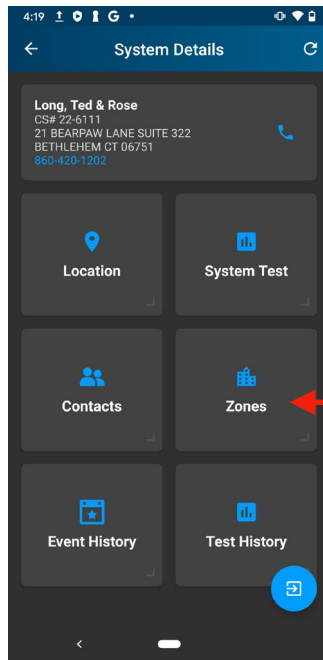 4:19
System Details
Long, Ted & Rose
CS# 22-6111
21 BEARPAW LANE SUITE 322
BETHLEHEM CT 06751
860-420-1202
Location
System Test
Contacts
Zones
Event History
Test History